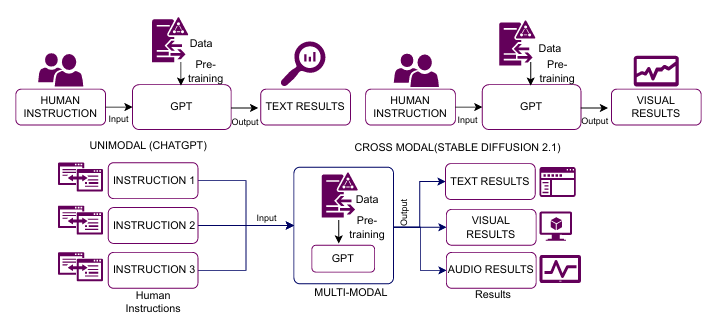 Data
Pre-
training
HUMAN
INSTRUCTION
Input
GPT
Output
TEXT RESULTS
UNIMODAL (CHATGPT)
Data
Pre-
training
HUMAN
INSTRUCTION
Input
GPT
Output
VISUAL
RESULTS
CROSS MODAL(STABLE DIFFUSION 2.1)
INSTRUCTION 1
INSTRUCTION 2
INSTRUCTION 3
Human
Instructions
Input
Data
Pre-
training
GPT
MULTI-MODAL
Output
TEXT RESULTS
VISUAL
RESULTS
AUDIO RESULTS
Results